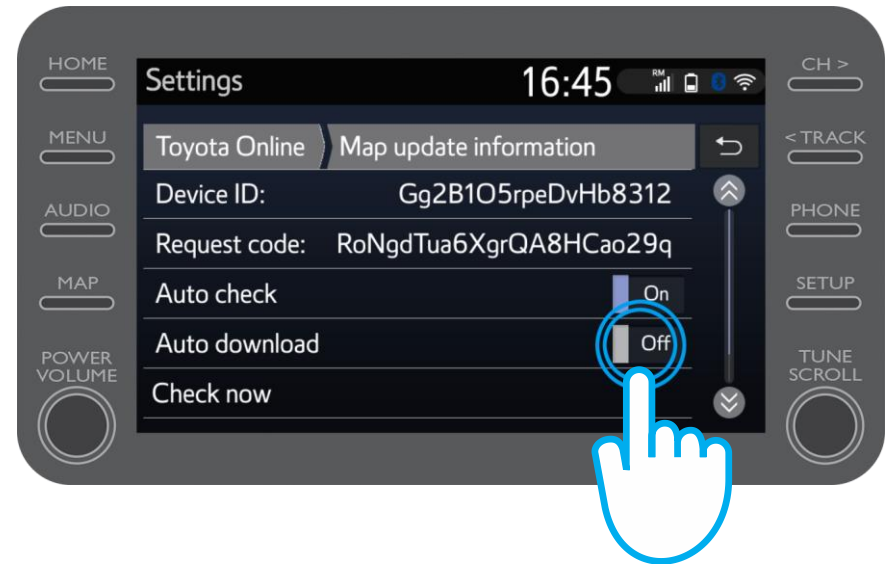 HOME
MENU
AUDIO
MAP
POWER
VOLUME
Settings 16:45 RM
Toyota Online Map update information
Device ID: Gg2B1O5rpeDvHb8312
Request code: RoNgdTua6XgrQA8HCao29q
Auto check On
Auto download Off
Check now
CH >
< TRACK
PHONE
SETUP
TUNE
SCROLL